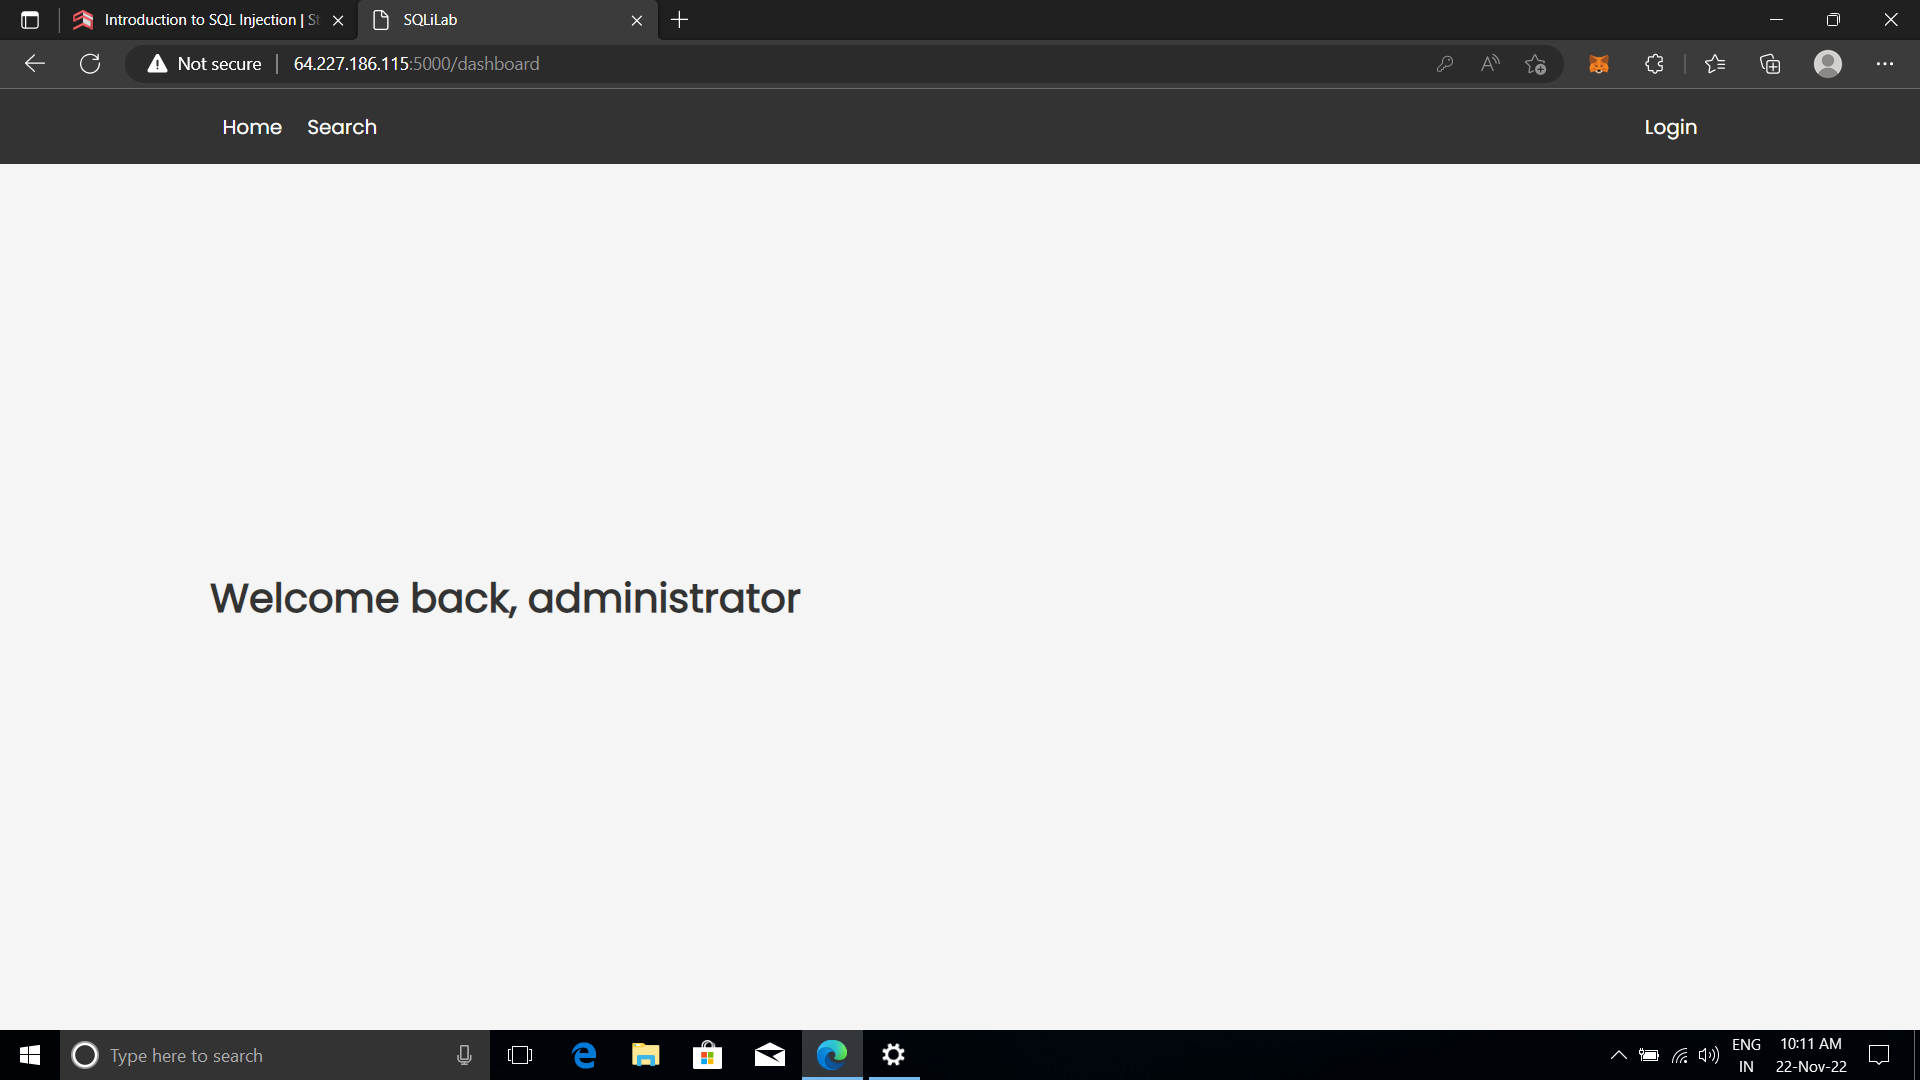 Introduction to SQL Injection | St
SQLiLab
Not secure
64.227.186.115:5000/dashboard
Home
Search
Login
Welcome back, administrator
Type here to search
ENG
IN
10:11 AM
22-Nov-22